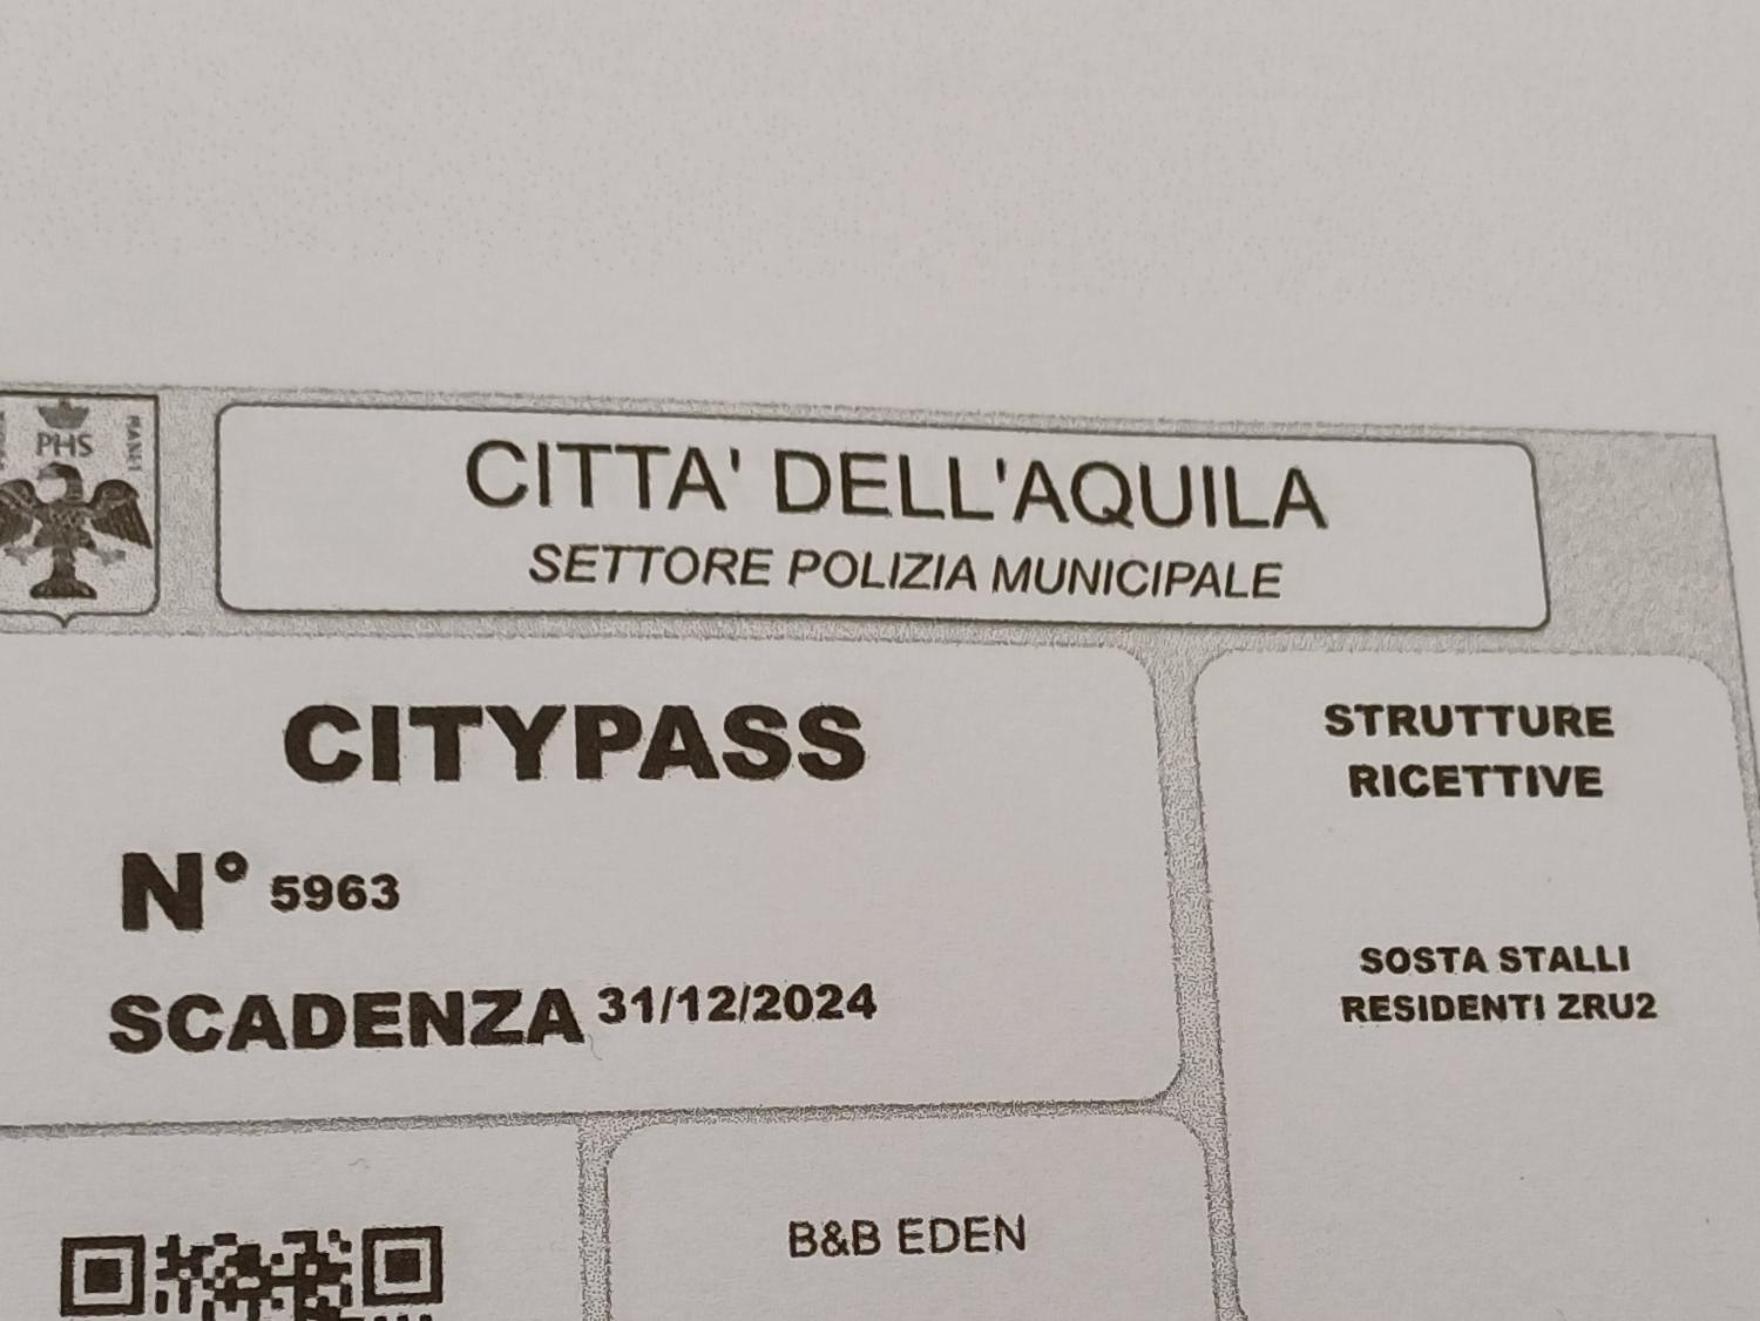 PHS
CITTA' DELL'AQUILA
SETTORE POLIZIA MUNICIPALE
CITYPASS
N° 5963
SCADENZA 31/12/2024
STRUTTURE
RICETTIVE
SOSTA STALLI
RESIDENTI ZRU2
B&B EDEN